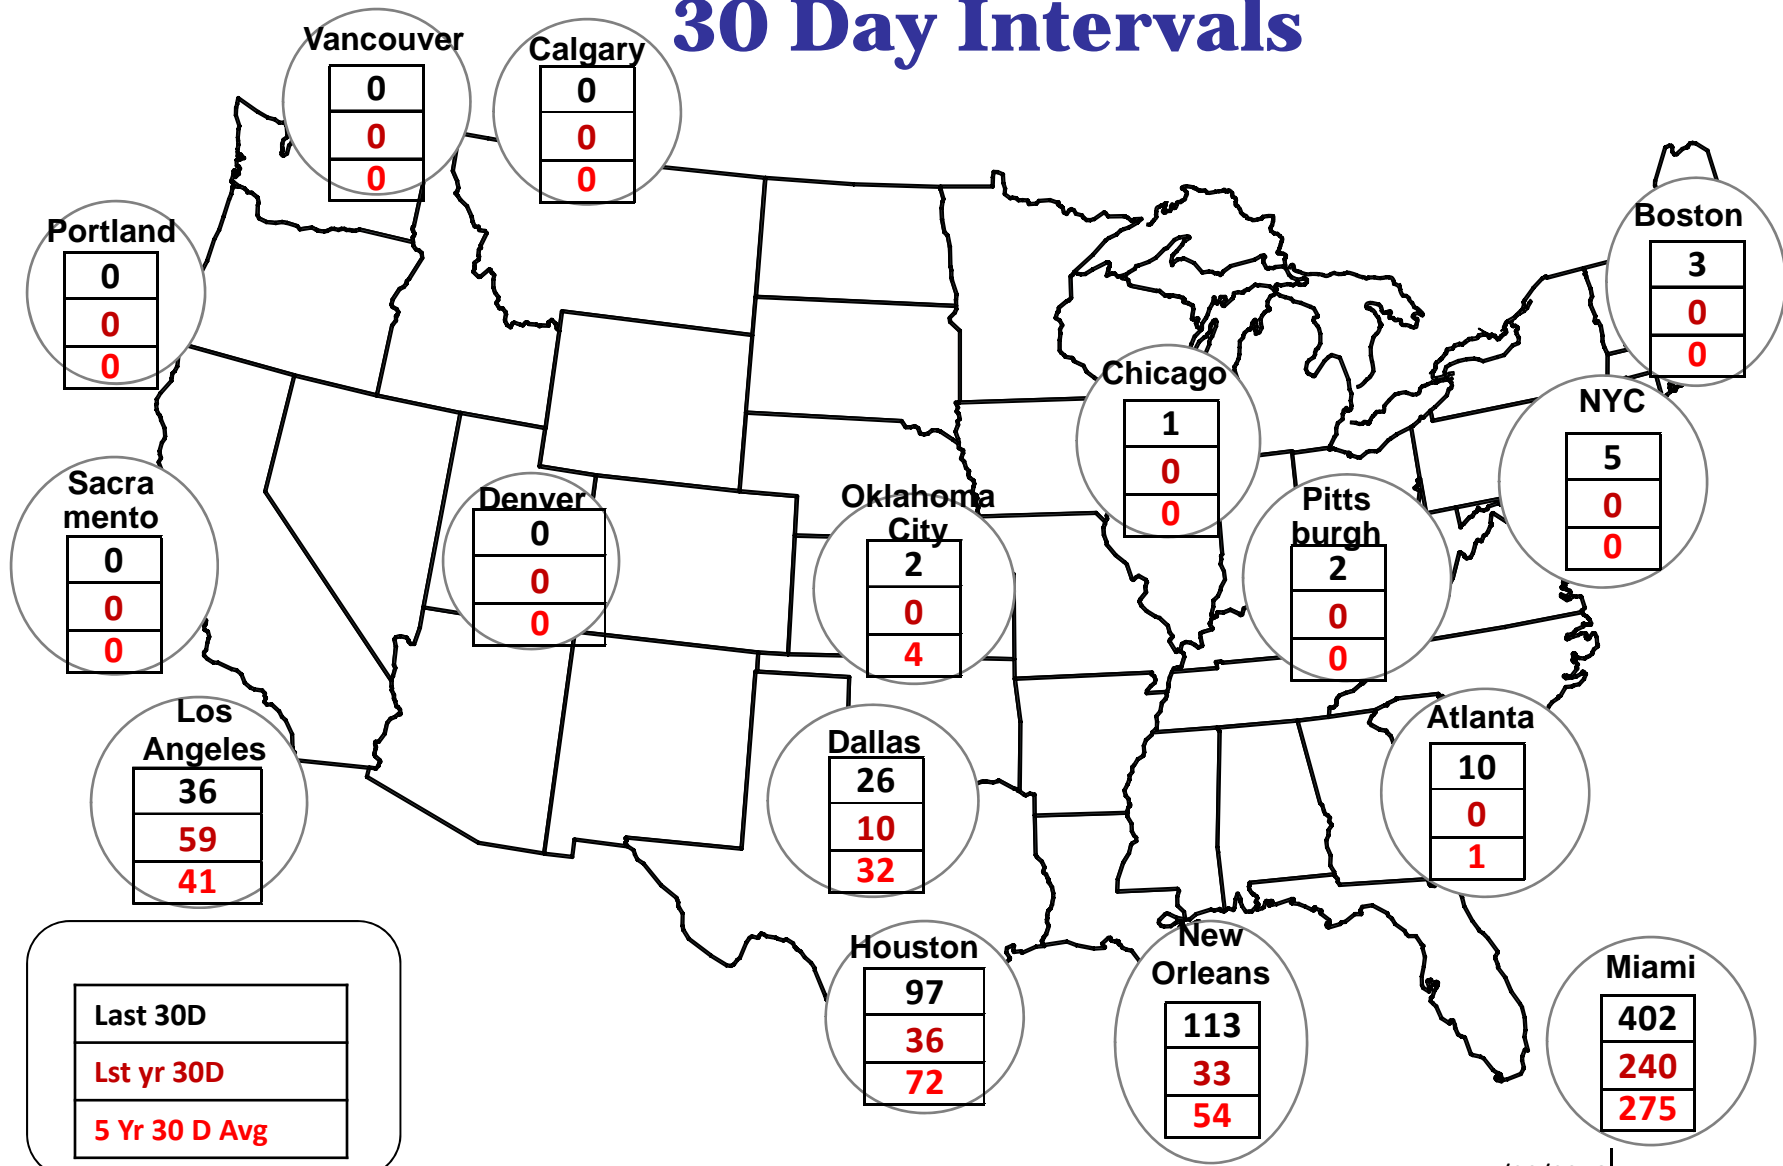 30 Day Intervals
Vancouver
0
0
0
Calgary
0
0
0
Portland
0
0
0
Boston
3
0
0
Chicago
1
0
0
NYC
5
0
0
Sacra
mento
0
0
0
Denver
0
0
0
Oklahoma
City
2
0
4
Pitts
burgh
2
0
0
Los
Angeles
36
59
41
Dallas
26
10
32
Atlanta
10
0
1
Houston
97
36
72
New
Orleans
113
33
54
Miami
402
240
275
Last 30D
Lst yr 30D
5 Yr 30 D Avg